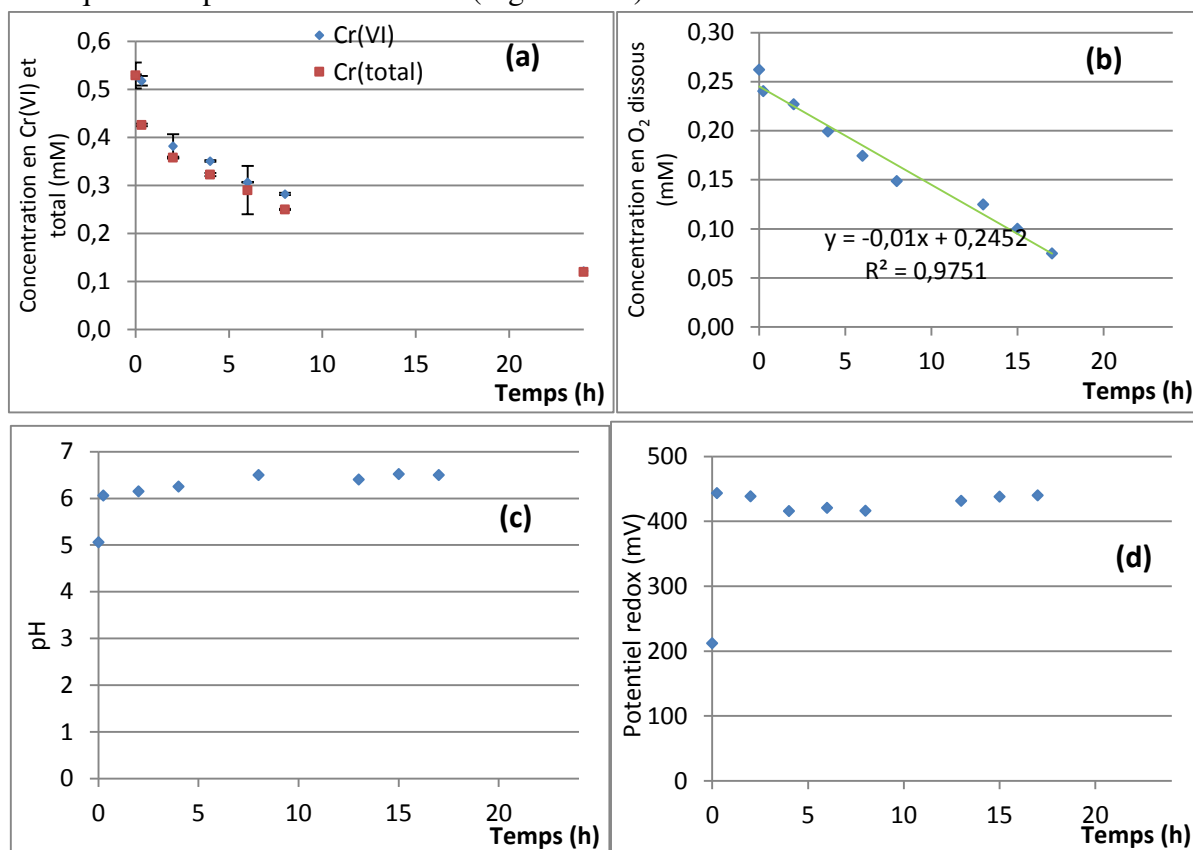 Concentration en Cr(VI) et
total (mM)
0,6
0,5
0,4
0,3
0,2
0,1
0,0
Cr(VI)
Cr(total)
(a)
0 5 10 15 20
Temps (h)
Concentration en O2 dissous
(mM)
0,30
0,25
0,20
0,15
0,10
0,05
0,00
(b)
y = -0,01x + 0,2452
R² = 0,9751
0 5 10 15 20
Temps (h)
pH
7
6
5
4
3
2
1
0
(c)
0 5 10 15 20
Temps (h)
Potentiel redox (mV)
500
400
300
200
100
0
(d)
0 5 10 15 20
Temps (h)